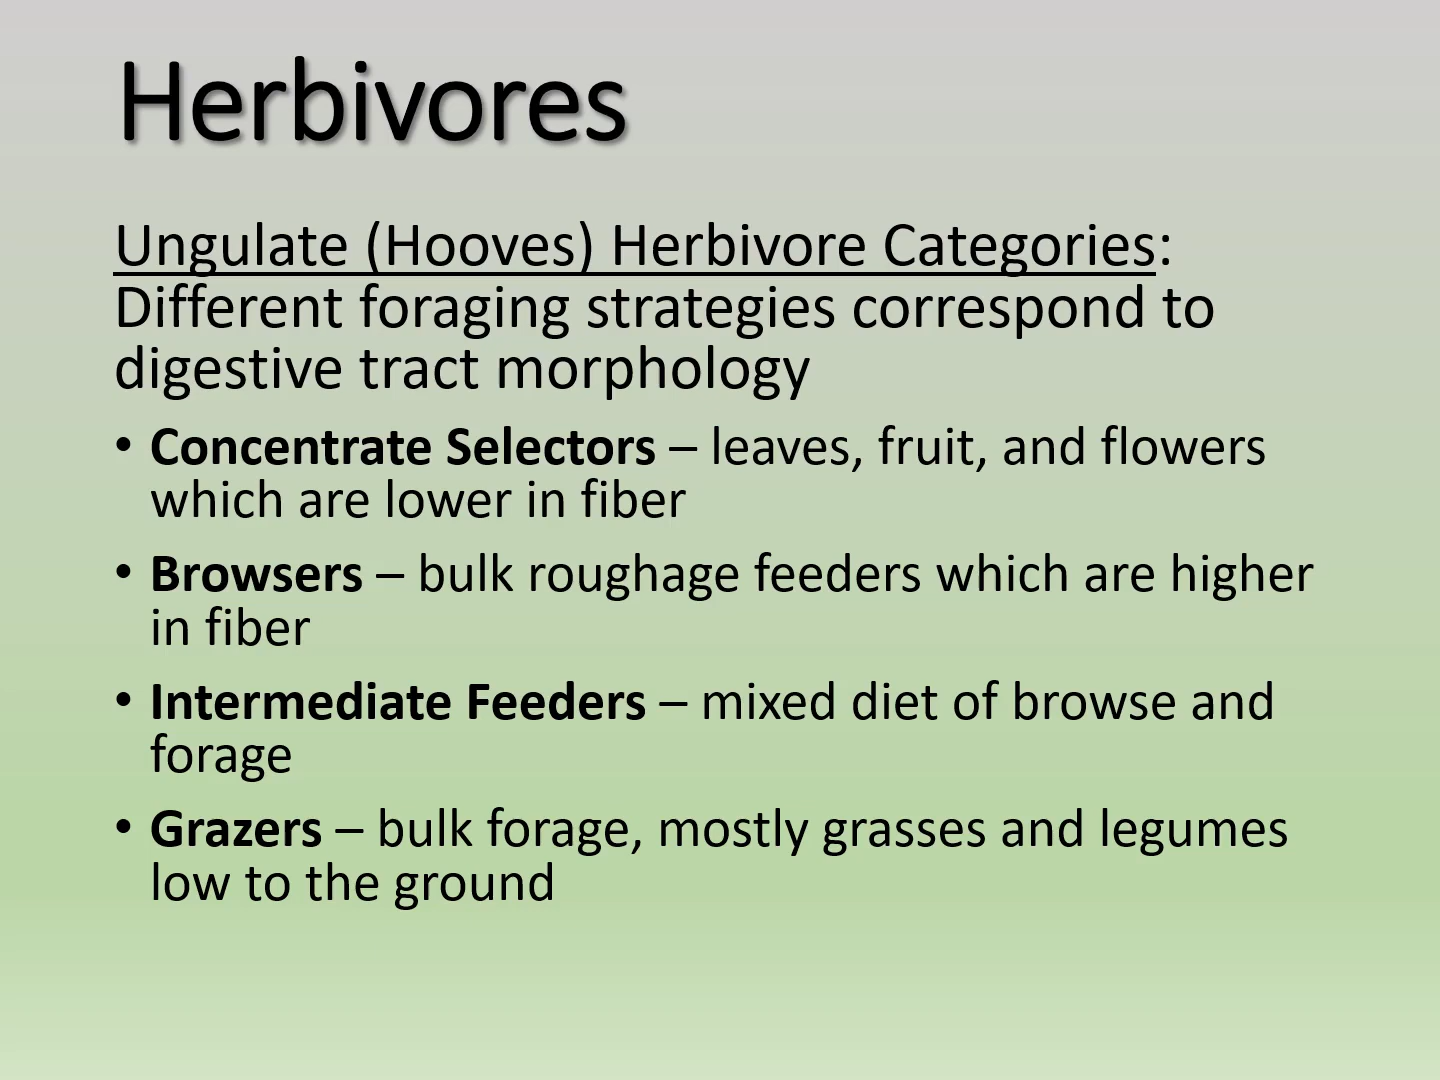 Herbivores
Ungulate (Hooves) Herbivore Categories:
Different foraging strategies correspond to
digestive tract morphology
• Concentrate Selectors – leaves, fruit, and flowers
which are lower in fiber
• Browsers – bulk roughage feeders which are higher
in fiber
• Intermediate Feeders – mixed diet of browse and
forage
• Grazers – bulk forage, mostly grasses and legumes
low to the ground